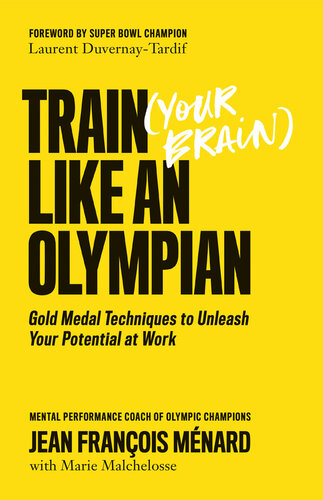 FOREWORD BY SUPER BOWL CHAMPION
Laurent Duvernay-Tardif
TRAIN (YOUR
BRAIN)
LIKE AN
OLYMPIAN
Gold Medal Techniques to Unleash
Your Potential at Work
MENTAL PERFORMANCE COACH OF OLYMPIC CHAMPIONS
JEAN FRANÇOIS MÉNARD
with Marie Malchelosse